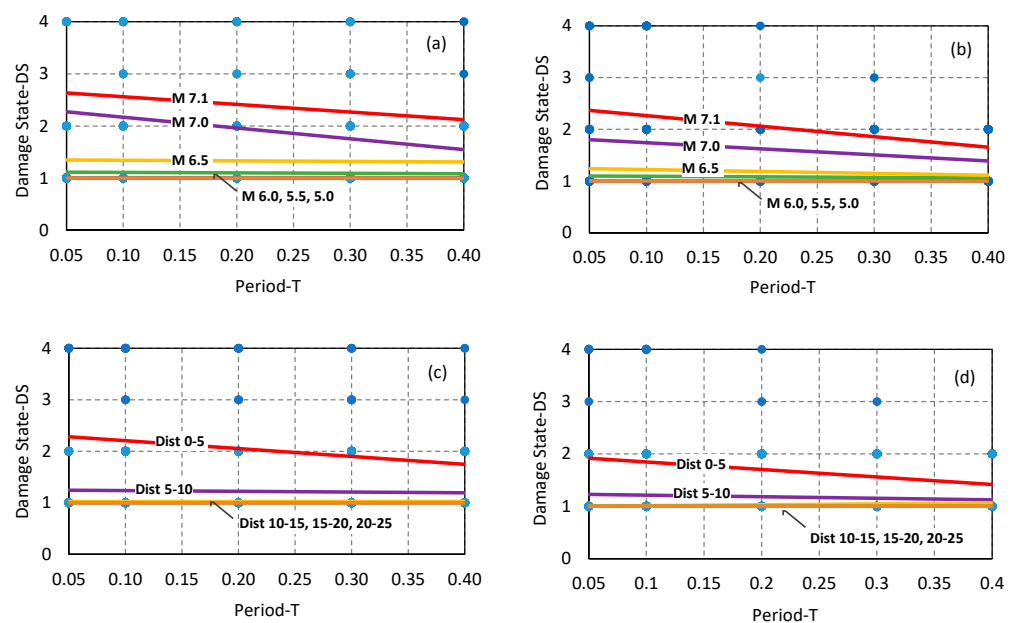 4
3
2
1
0
Damage State-DS
(a)
M 7.1
M 7.0
M 6.5
M 6.0, 5.5, 5.0
0.05 0.10 0.15 0.20 0.25 0.30 0.35 0.40
Period-T
4
3
2
1
0
Damage State-DS
(b)
M 7.1
M 7.0
M 6.5
M 6.0, 5.5, 5.0
0.05 0.10 0.15 0.20 0.25 0.30 0.35 0.40
Period-T
4
3
2
1
0
Damage State-DS
(c)
Dist 0-5
Dist 5-10
Dist 10-15, 15-20, 20-25
0.05 0.10 0.15 0.20 0.25 0.30 0.35 0.40
Period-T
4
3
2
1
0
Damage State-DS
(d)
Dist 0-5
Dist 5-10
Dist 10-15, 15-20, 20-25
0.05 0.1 0.15 0.2 0.25 0.3 0.35 0.4
Period-T